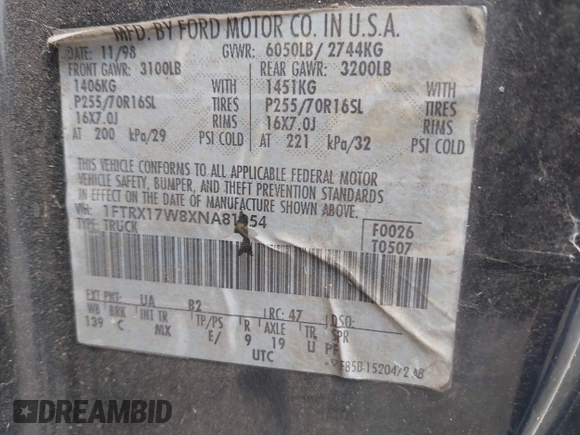 MFD. BY FORD MOTOR CO. IN U.S.A.
DATE: 11/98 GVWR: 6050LB/ 2744KG
FRONT GAWR: 3100LB REAR GAWR: 3200LB
1406KG WITH 1451KG WITH
P255/70R16SL TIRES P255/70R16SL TIRES
16X7.0J RIMS 16X7.0J RIMS
AT 200 kPa/29 PSI COLD AT 221 kPa/32 PSI COLD
THIS VEHICLE CONFORMS TO ALL APPLICABLE FEDERAL MOTOR
VEHICLE SAFETY, BUMPER, AND THEFT PREVENTION STANDARDS
IN EFFECT ON THE DATE OF MANUFACTURE SHOWN ABOVE.
VIN: F0026
TYPE: TRUCK T0507
EXT PNT: UA B2 RC: 47 DSO:
WB BRK INT TR TP/PS R AXLE TR SPR
139 C MX E/ 9 19 U PF
UTC
DREAMBID